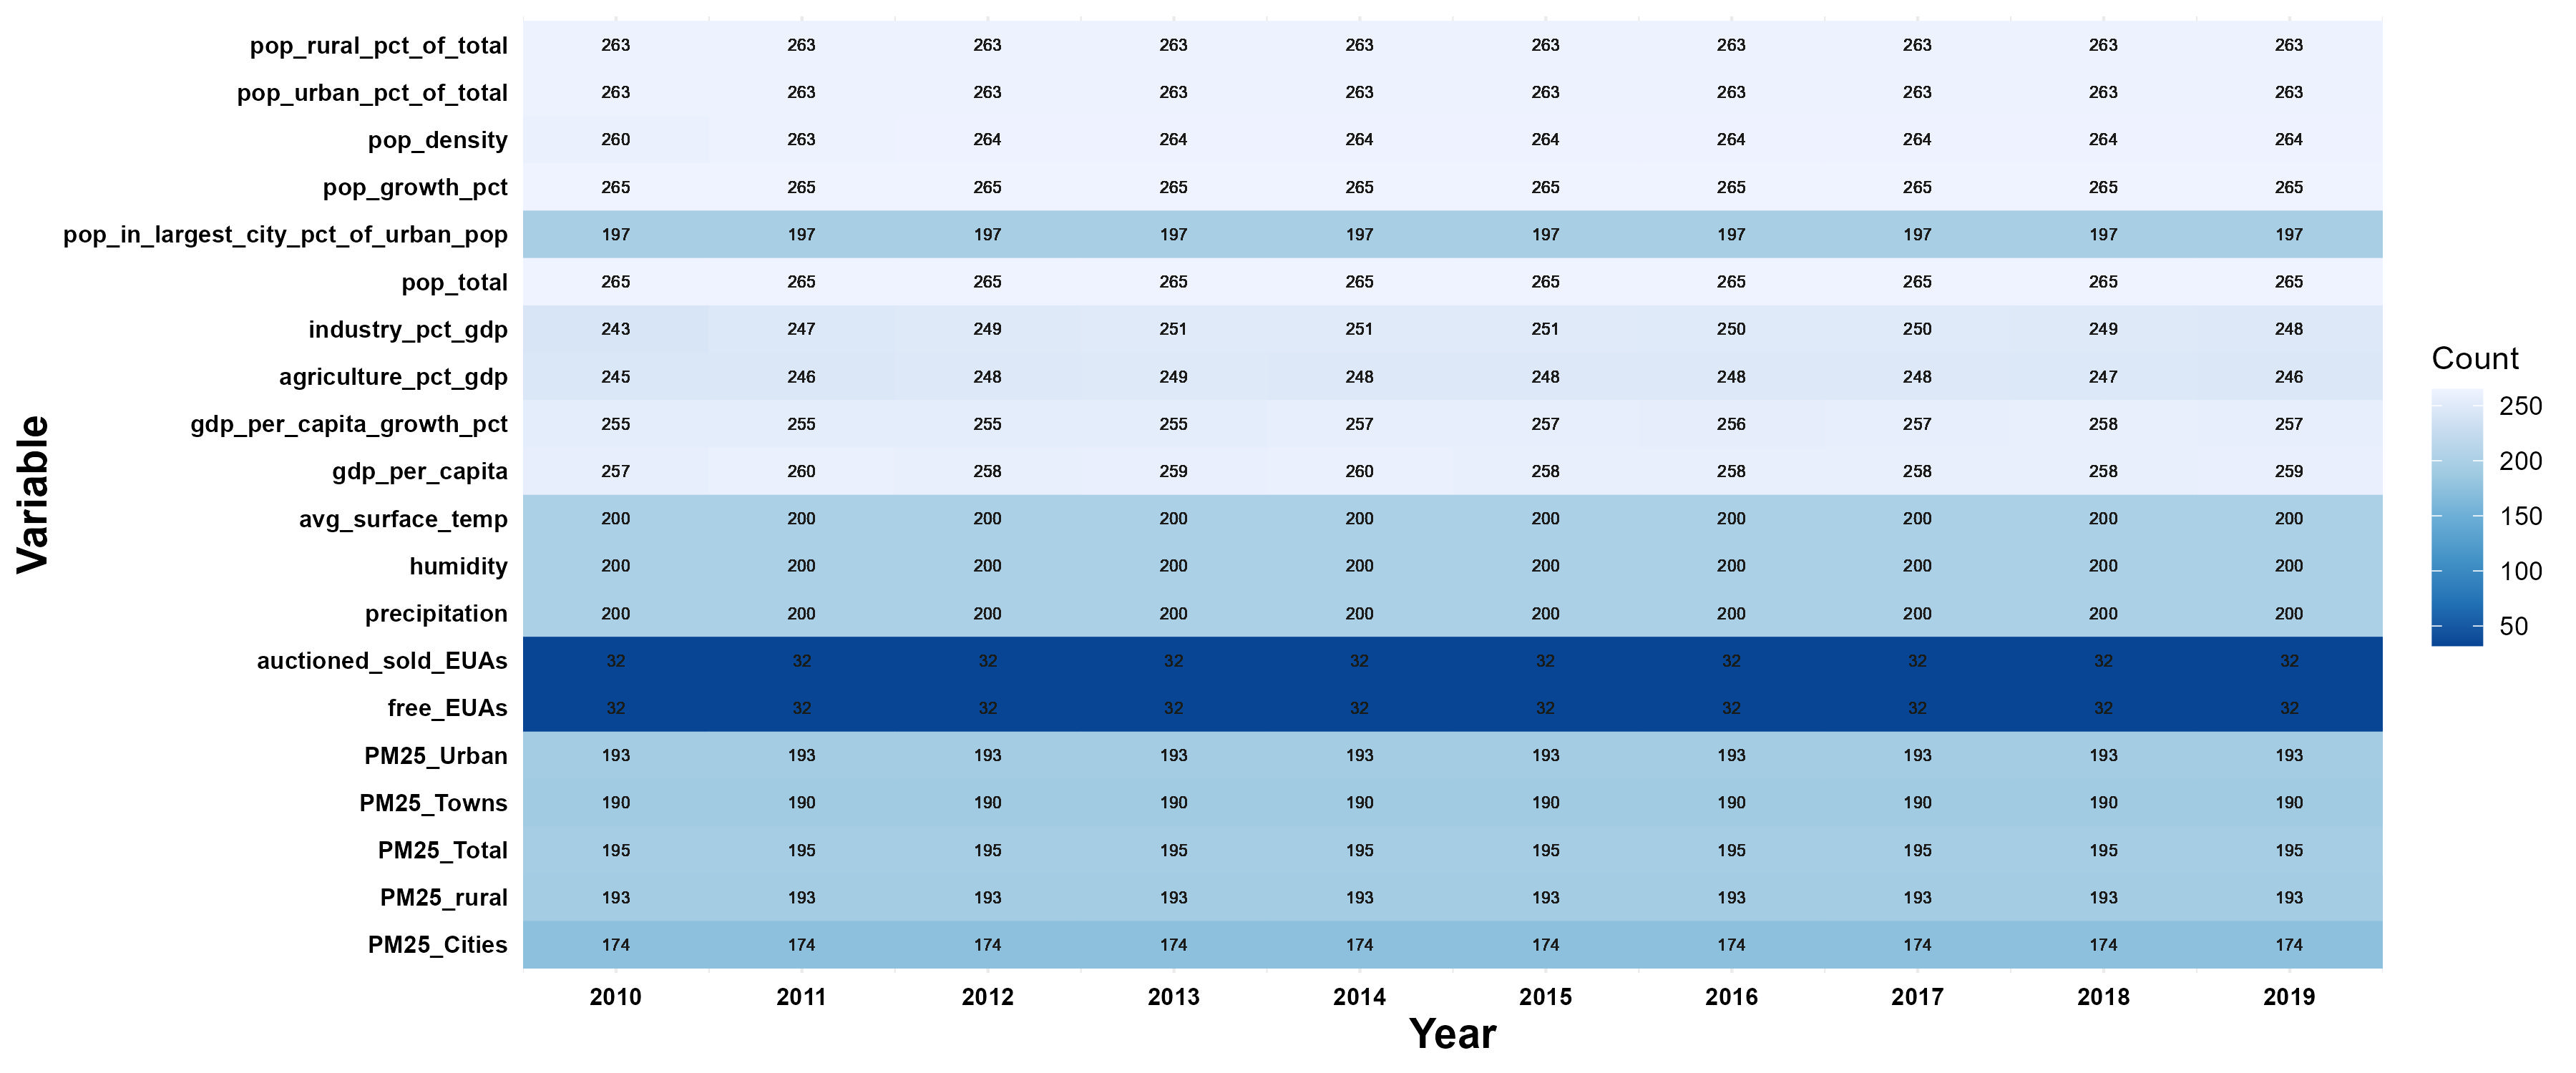 pop_rural_pct_of_total 263 263 263 263 263 263 263 263 263 263
pop_urban_pct_of_total 263 263 263 263 263 263 263 263 263 263
pop_density 260 263 264 264 264 264 264 264 264 264
pop_growth_pct 265 265 265 265 265 265 265 265 265 265
pop_in_largest_city_pct_of_urban_pop 197 197 197 197 197 197 197 197 197 197
pop_total 265 265 265 265 265 265 265 265 265 265
industry_pct_gdp 243 247 249 251 251 251 250 250 249 248
agriculture_pct_gdp 245 246 248 249 248 248 248 248 247 246
gdp_per_capita_growth_pct 255 255 255 255 257 257 256 257 258 257
gdp_per_capita 257 260 258 259 260 258 258 258 258 259
avg_surface_temp 200 200 200 200 200 200 200 200 200 200
humidity 200 200 200 200 200 200 200 200 200 200
precipitation 200 200 200 200 200 200 200 200 200 200
auctioned_sold_EUAs 32 32 32 32 32 32 32 32 32 32
free_EUAs 32 32 32 32 32 32 32 32 32 32
PM25_Urban 193 193 193 193 193 193 193 193 193 193
PM25_Towns 190 190 190 190 190 190 190 190 190 190
PM25_Total 195 195 195 195 195 195 195 195 195 195
PM25_rural 193 193 193 193 193 193 193 193 193 193
PM25_Cities 174 174 174 174 174 174 174 174 174 174
2010 2011 2012 2013 2014 2015 2016 2017 2018 2019
Year
Variable
Count
250
200
150
100
50